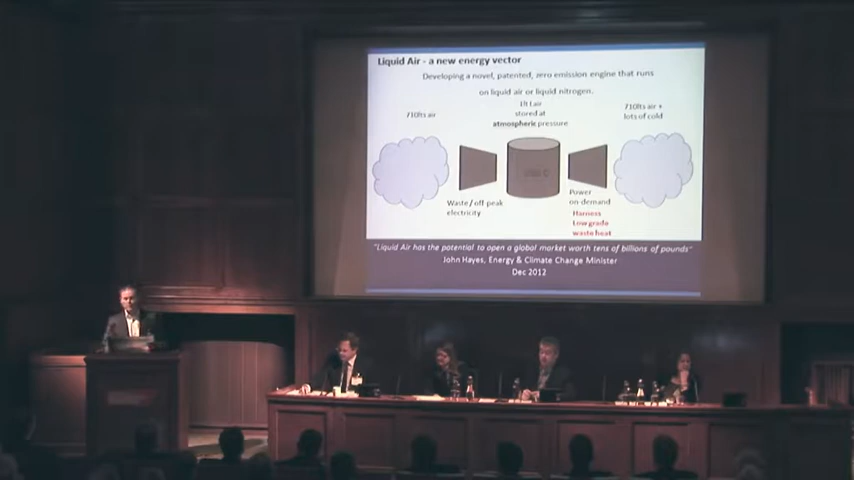 Liquid Air - a new energy vector
Developing a novel, patented, zero emission engine that runs
on liquid air or liquid nitrogen.
710lts air
1lt Lair
stored at
atmospheric pressure
710lts air +
lots of cold
Waste/off peak
electricity
Power
on demand
Harness
Low grade
waste heat
"Liquid Air has the potential to open a global market worth tens of billions of pounds"
John Hayes, Energy & Climate Change Minister
Dec 2012